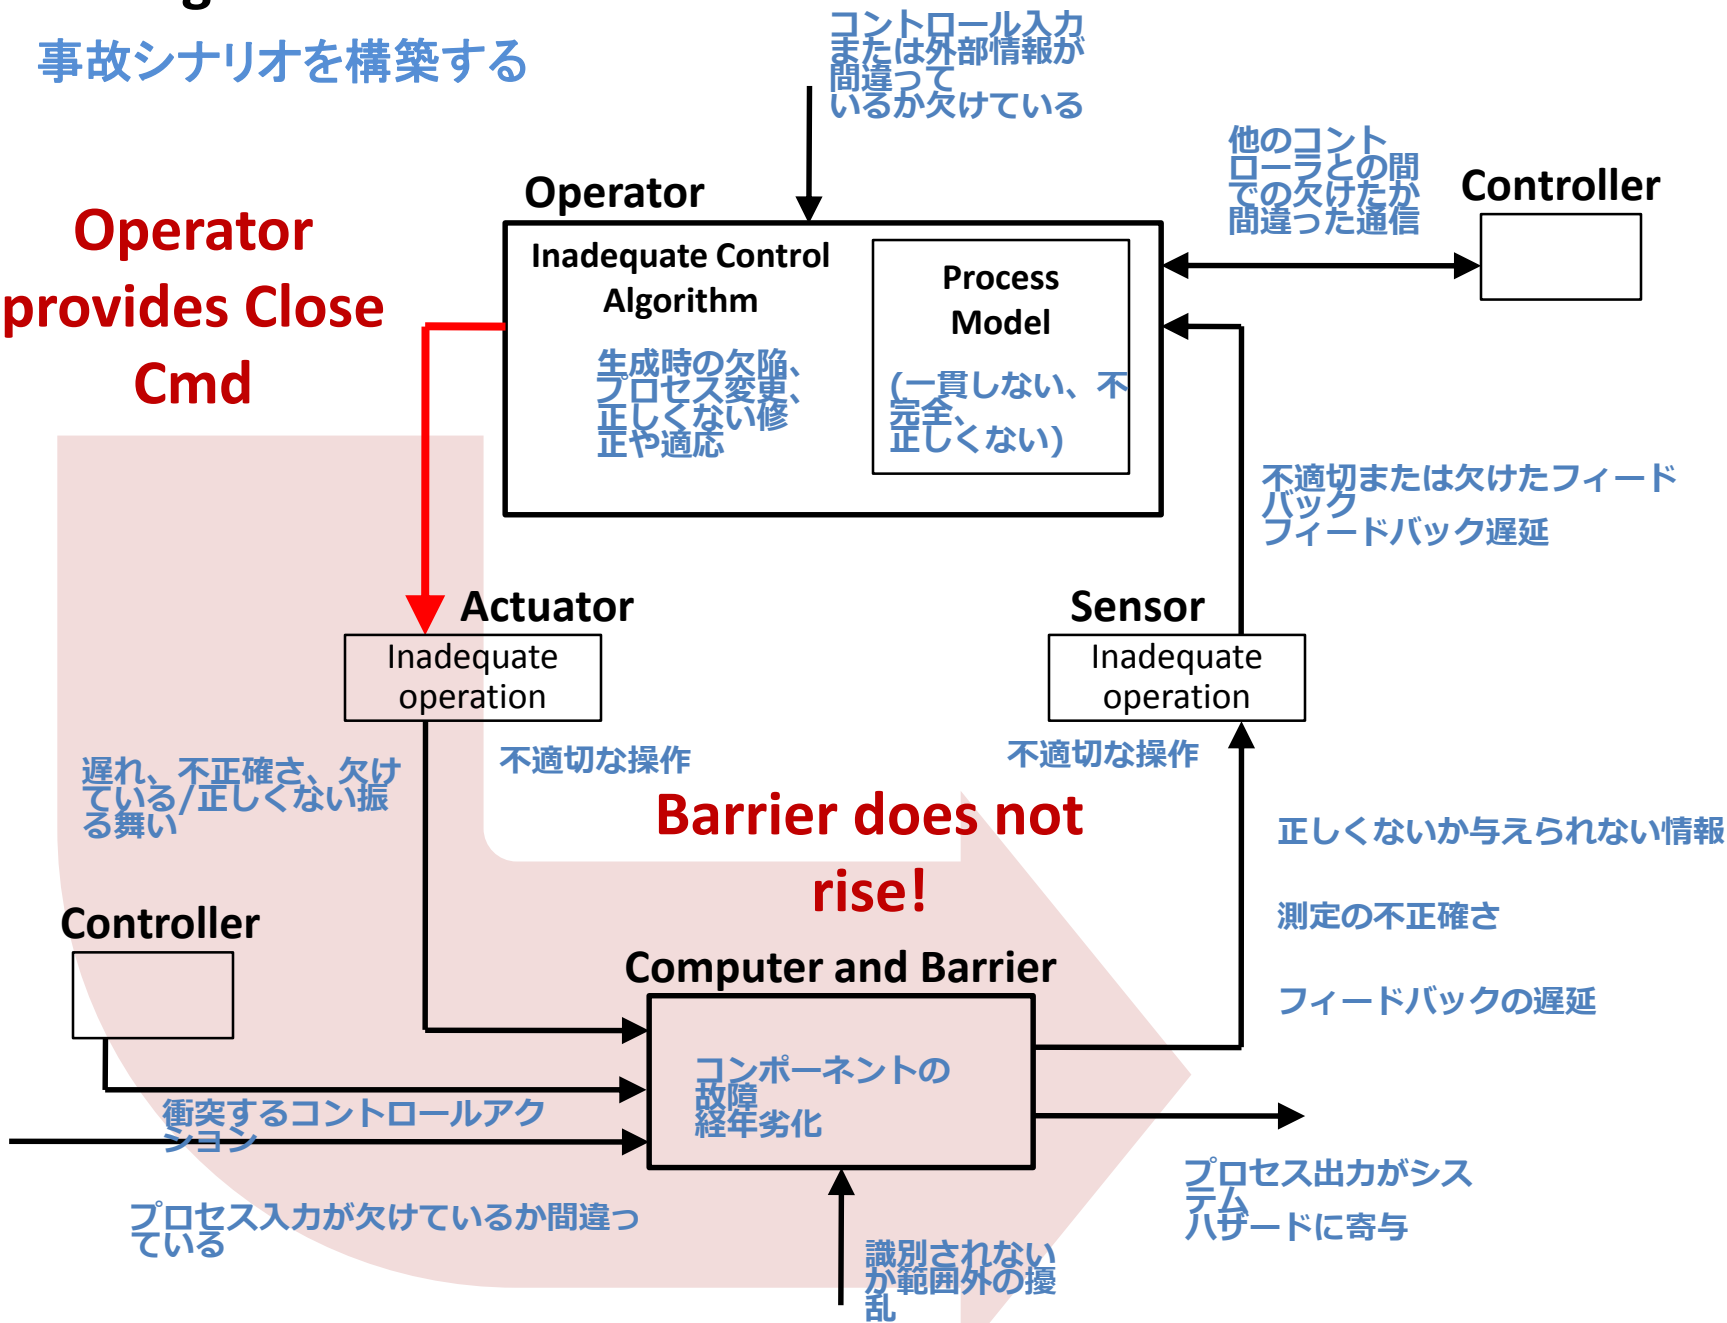 事故シナリオを構築する
コントロール入力
または外部情報が
間違って
いるか欠けている
他のコント
ローラとの間
での欠けたか
間違った通信
Controller
Operator
Operator
provides Close
Cmd
Inadequate Control
Algorithm
生成時の欠陥、
プロセス変更、
正しくない修
正や適応
Process
Model
(一貫しない、不
完全、
正しくない)
不適切または欠けたフィード
バック
フィードバック遅延
Actuator
Inadequate
operation
Sensor
Inadequate
operation
遅れ、不正確さ、欠け
ている/正しくない振
る舞い
不適切な操作
不適切な操作
Barrier does not
rise!
正しくないか与えられない情報
測定の不正確さ
フィードバックの遅延
Controller
Computer and Barrier
コンポーネントの
故障
経年劣化
衝突するコントロールアク
ション
プロセス入力が欠けているか間違っ
ている
プロセス出力がシス
テム
ハザードに寄与
識別されない
か範囲外の擾
乱